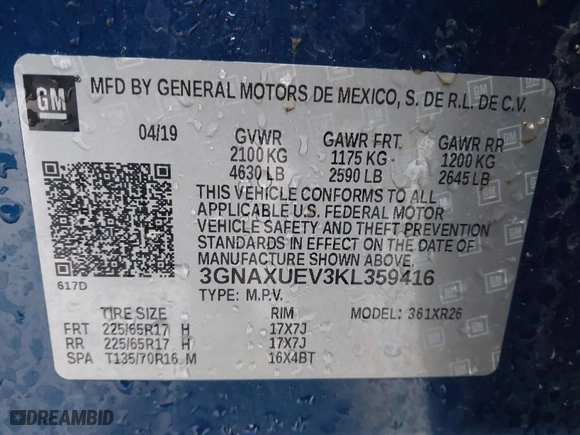 GM
MFD BY GENERAL MOTORS DE MEXICO, S. DE R.L. DE C.V.
04/19 GVWR GAWR FRT GAWR RR
2100 KG 1175 KG 1200 KG
4630 LB 2590 LB 2645 LB
THIS VEHICLE CONFORMS TO ALL
APPLICABLE U.S. FEDERAL MOTOR
VEHICLE SAFETY AND THEFT PREVENTION
STANDARDS IN EFFECT ON THE DATE OF
MANUFACTURE SHOWN ABOVE.
617D 3GNAXUEV3KL359416
TYPE: M.P.V. MODEL: 361XR26
TIRE SIZE RIM
FRT 225/65R17 H 17X7J
RR 225/65R17 H 17X7J
SPA T135/70R16 M 16X4BT
DREAMBID